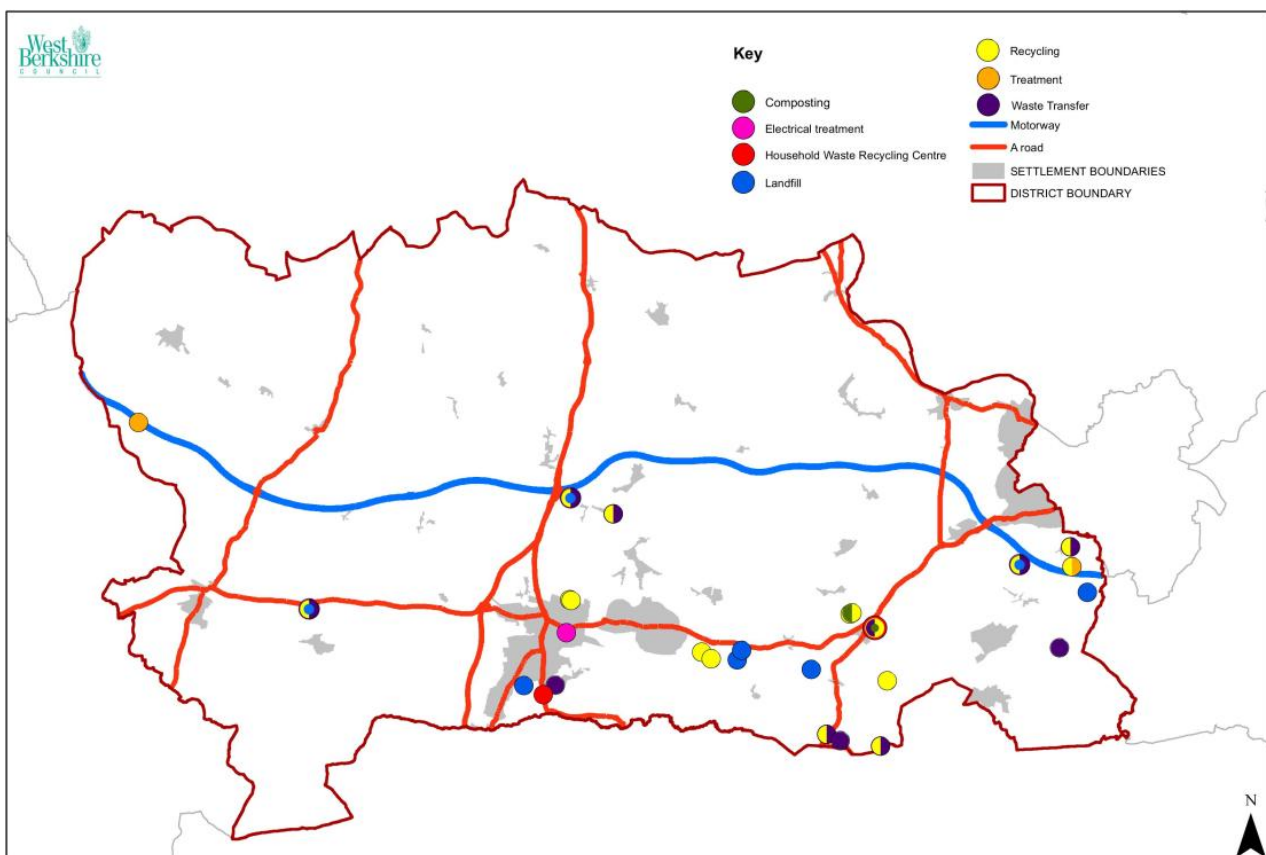 West
Berkshire
COUNCIL
Key
Composting
Electrical treatment
Household Waste Recycling Centre
Landfill
Recycling
Treatment
Waste Transfer
Motorway
A road
SETTLEMENT BOUNDARIES
DISTRICT BOUNDARY
N